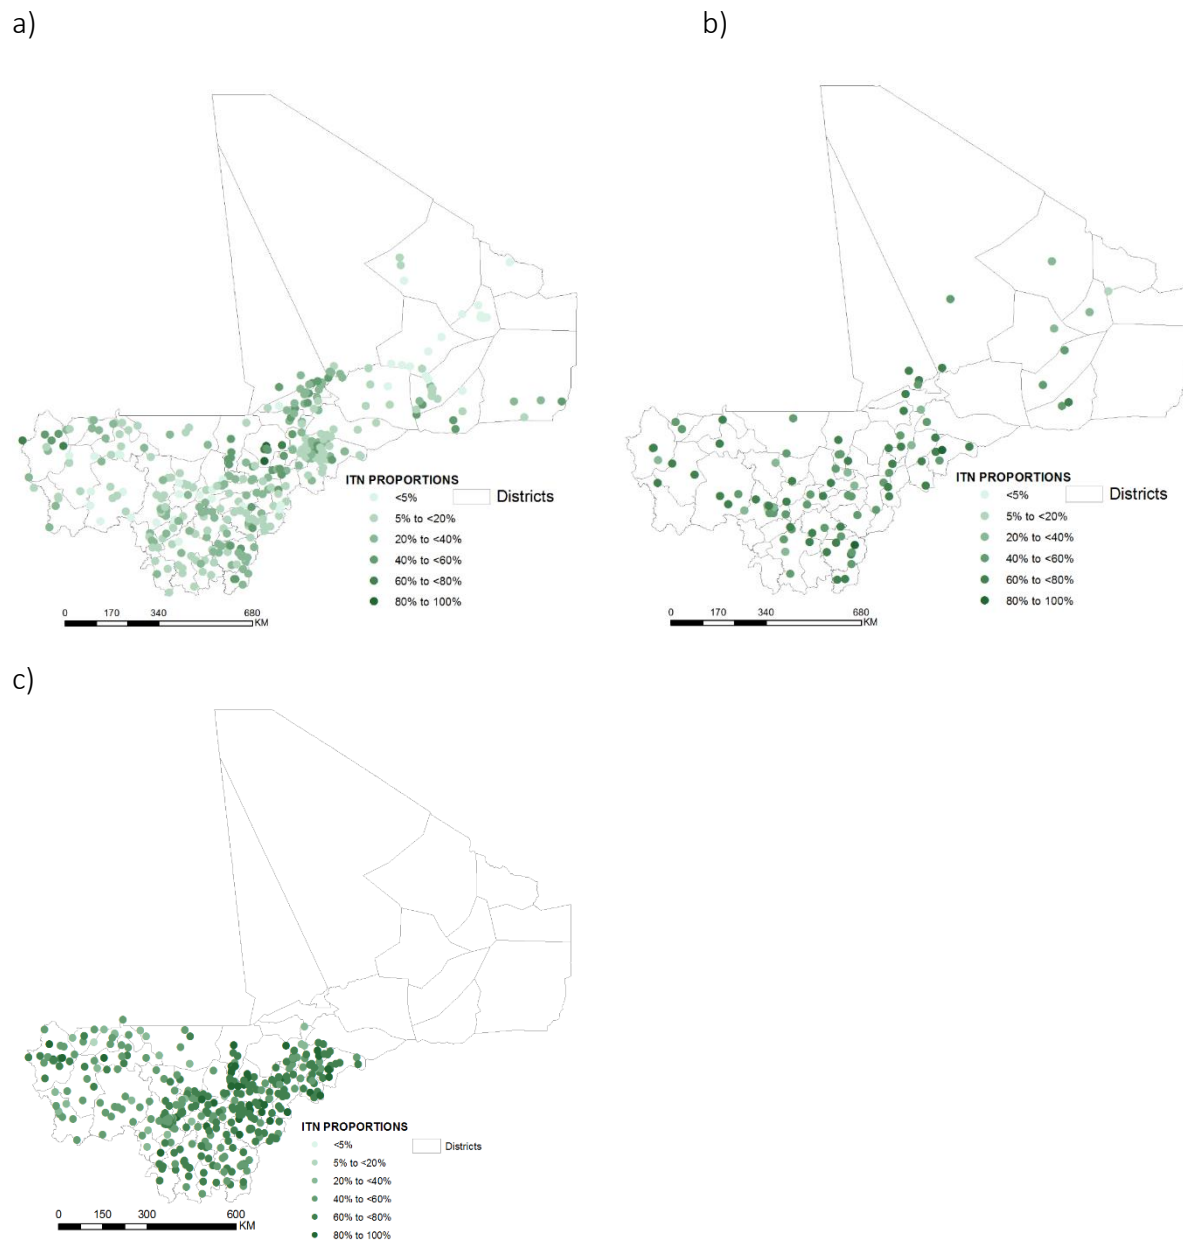 a)
b)
ITN PROPORTIONS
<5%
Districts
5% to <20%
20% to <40%
40% to <60%
60% to <80%
80% to 100%
0 170 340 680
KM
ITN PROPORTIONS
<5%
Districts
5% to <20%
20% to <40%
40% to <60%
60% to <80%
80% to 100%
0 170 340 680
KM
c)
ITN PROPORTIONS
<5%
Districts
5% to <20%
20% to <40%
40% to <60%
60% to <80%
80% to 100%
0 150 300 600
KM